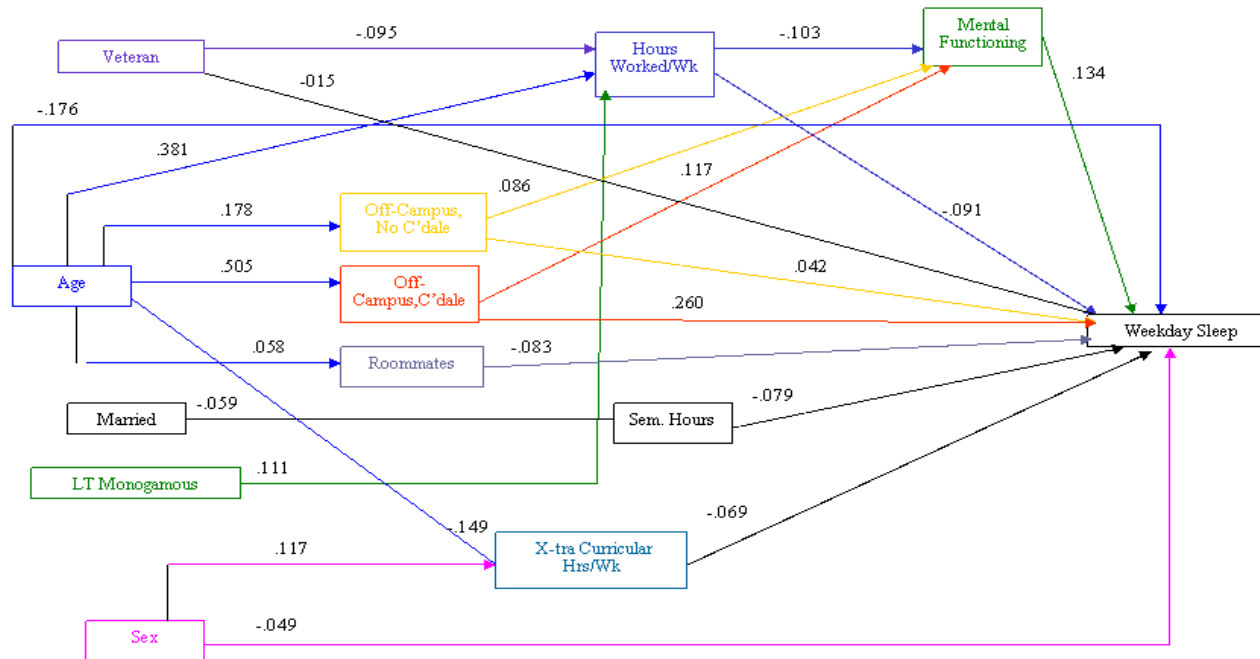 -.095
-.103
Mental
Functioning
Veteran
Hours
Worked/Wk
-015
.134
-.176
.381
.117
.086
.178
Off-Campus,
No C'dale
-.091
Age
.505
Off-
Campus,C'dale
.042
.260
Weekday Sleep
.058
Roommates
-.083
Married
-.059
Sem. Hours
-.079
LT Monogamous
.111
-.149
-.069
.117
X-tra Curricular
Hrs/Wk
Sex
-.049